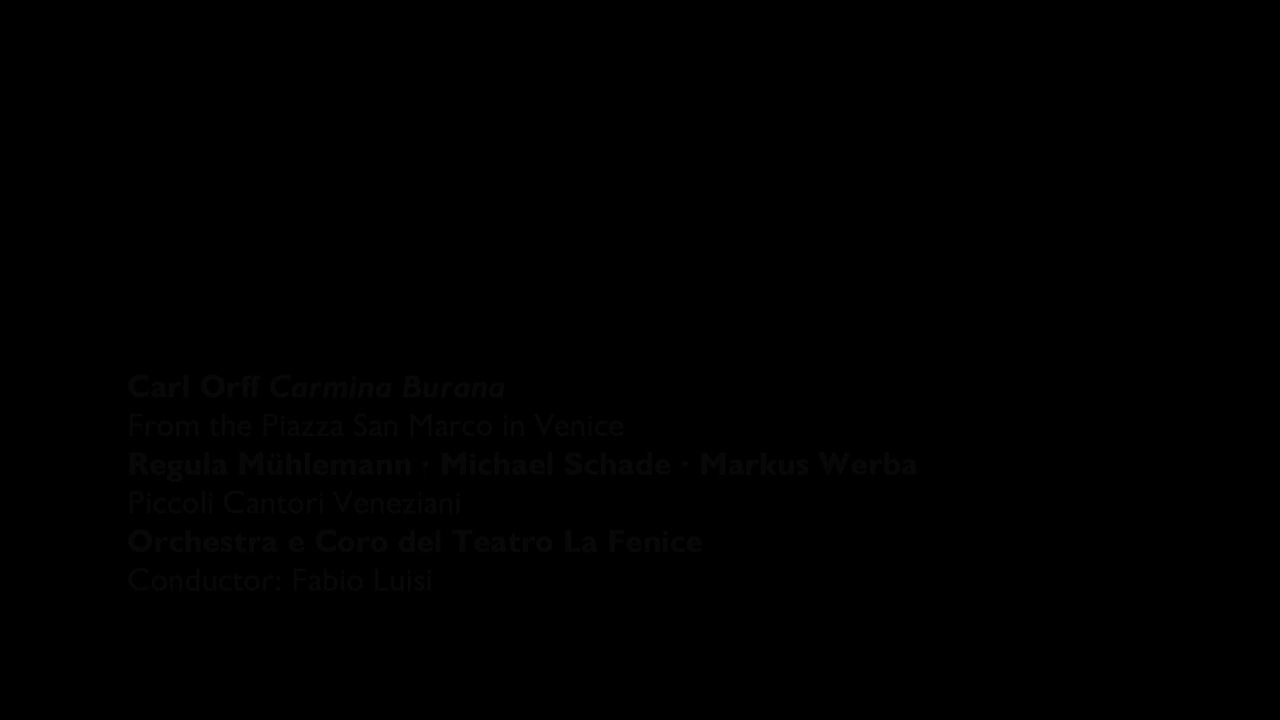 Carl Orff Carmina Burana
From the Piazza San Marco in Venice
Regula Mühlemann · Michael Schade · Markus Werba
Piccoli Cantori Veneziani
Orchestra e Coro del Teatro La Fenice
Conductor: Fabio Luisi